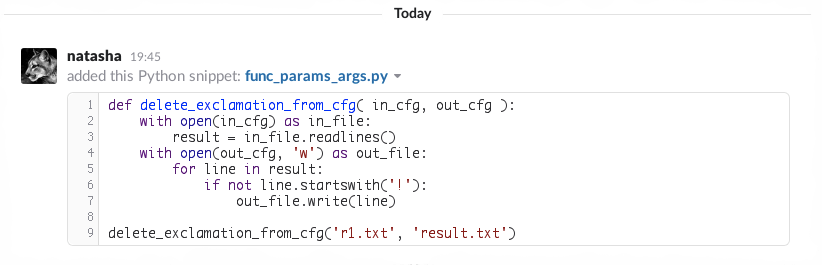 Today
natasha 19:45
added this Python snippet: func_params_args.py
1 def delete_exclamation_from_cfg( in_cfg, out_cfg ):
2     with open(in_cfg) as in_file:
3         result = in_file.readlines()
4     with open(out_cfg, 'w') as out_file:
5         for line in result:
6             if not line.startswith('!'):
7                 out_file.write(line)
8
9 delete_exclamation_from_cfg('r1.txt', 'result.txt')